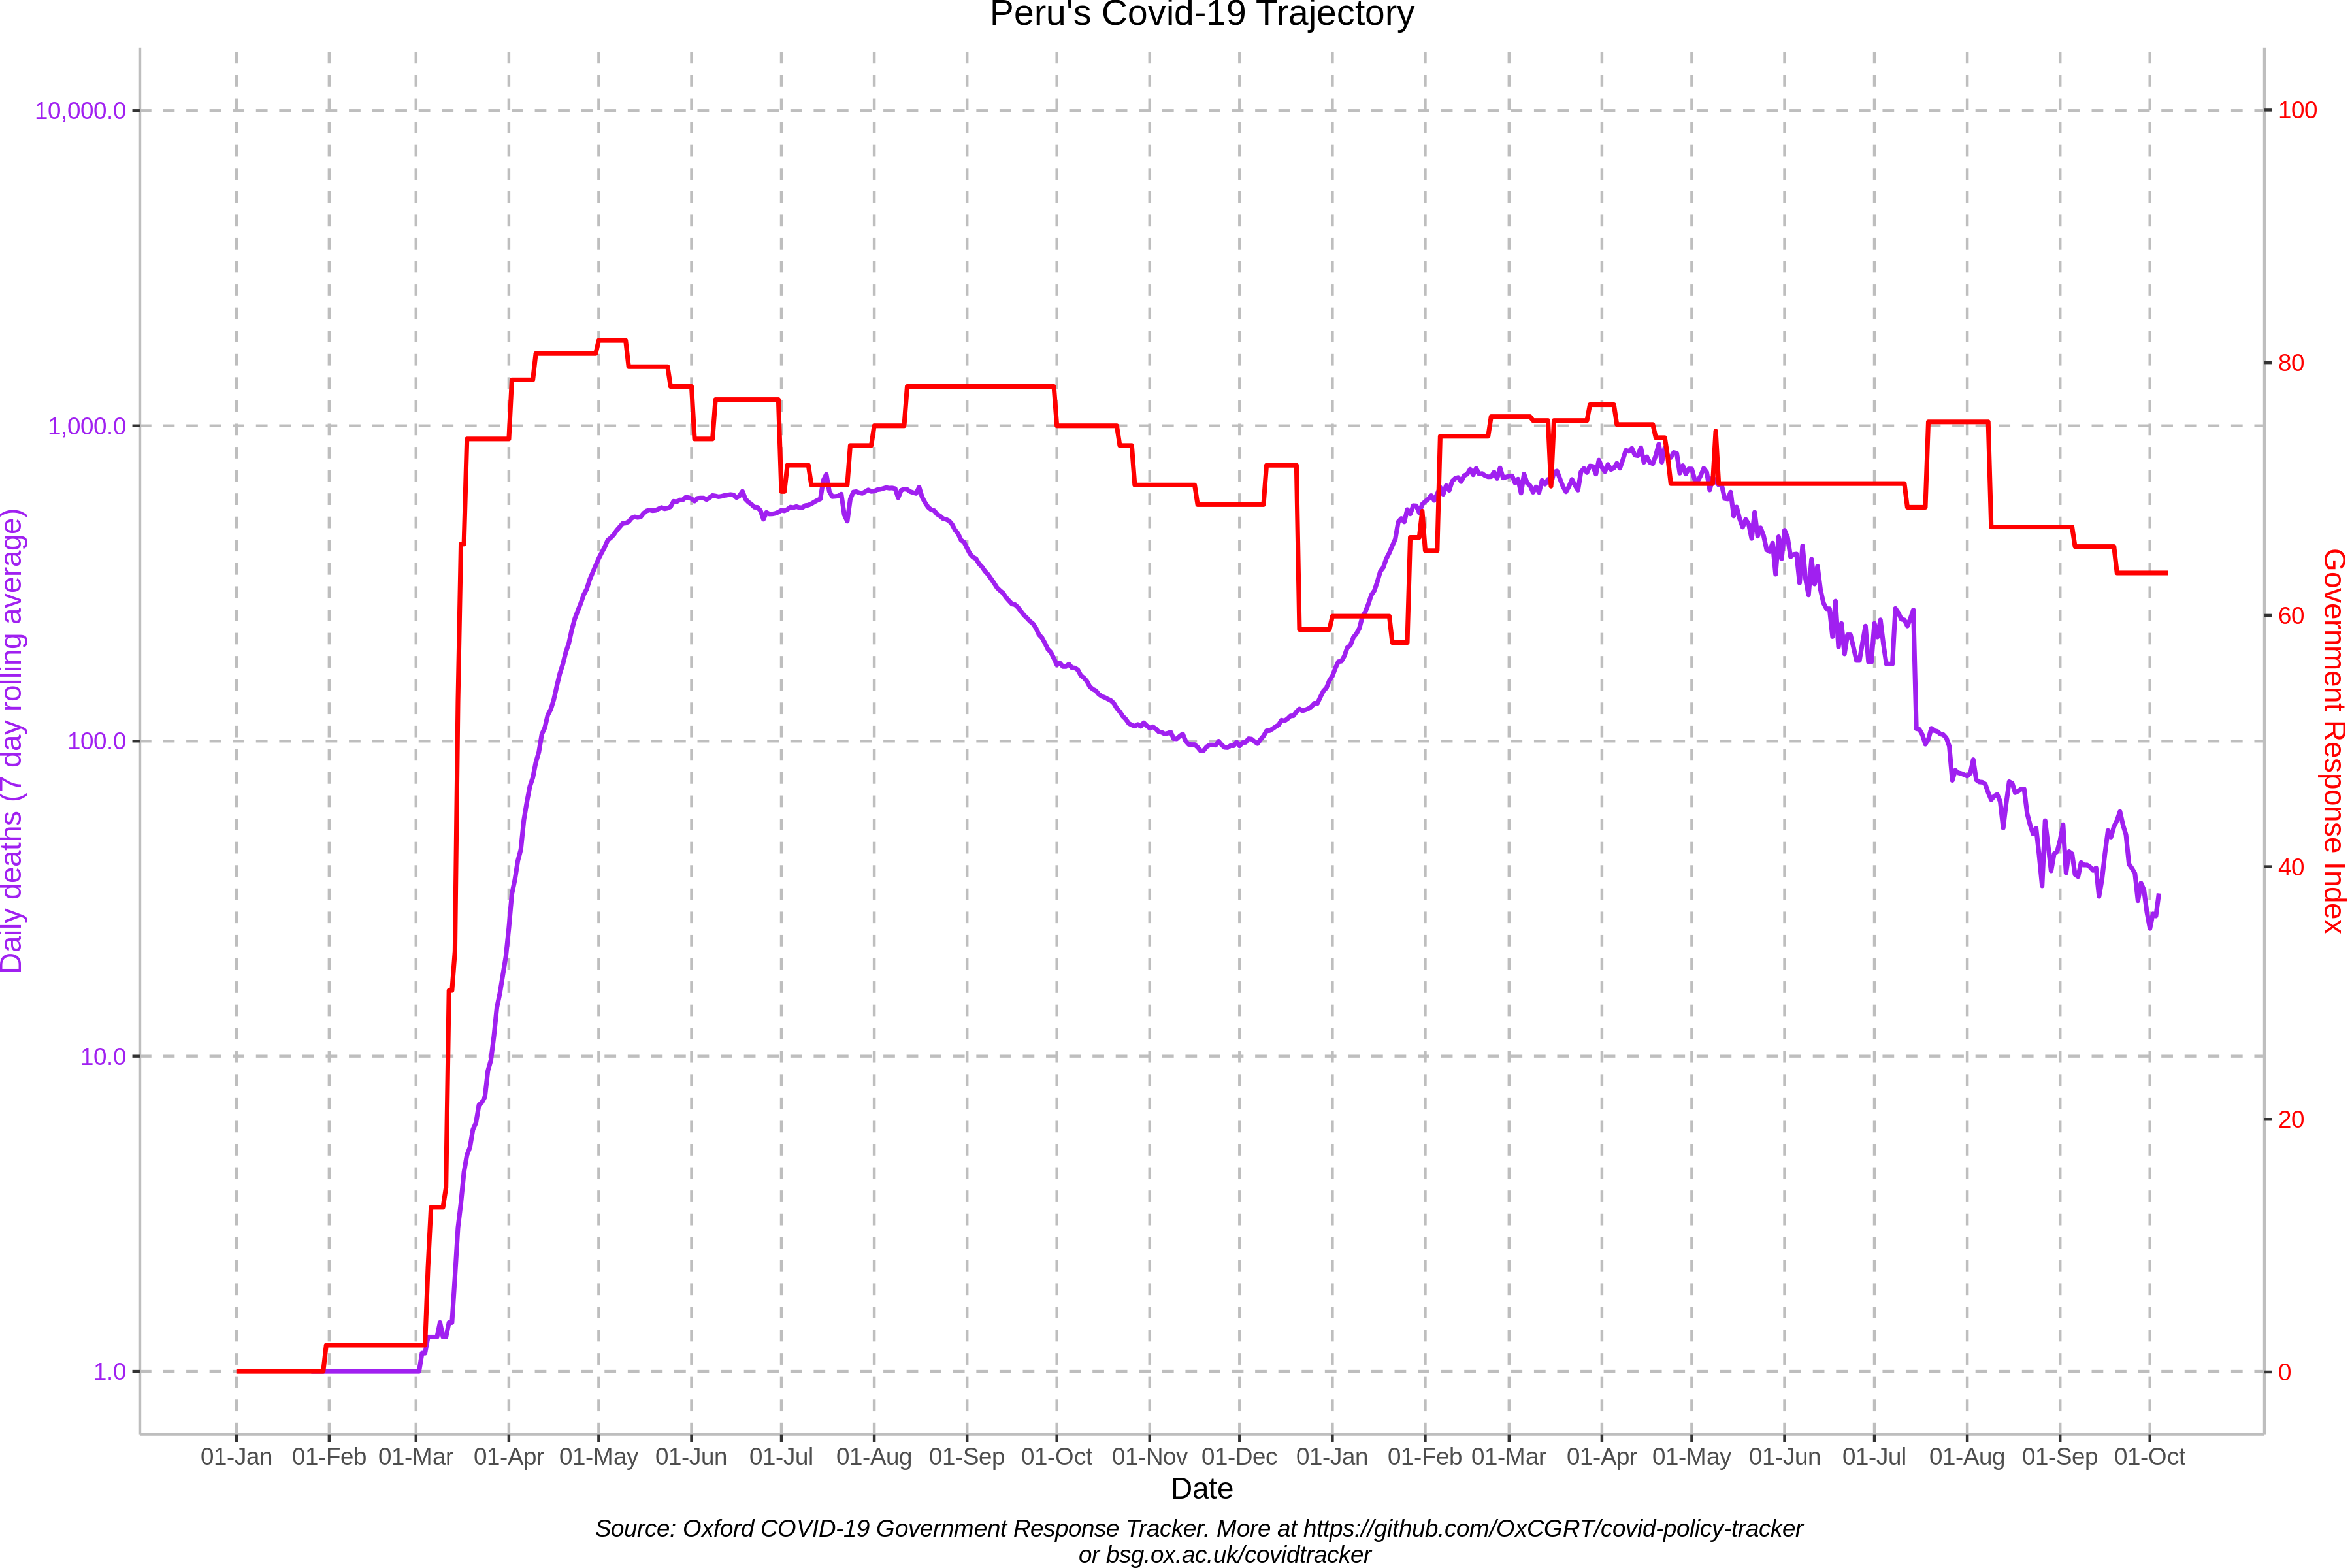 Peru's Covid-19 Trajectory
10,000.0
1,000.0
100.0
10.0
1.0
Daily deaths (7 day rolling average)
100
80
60
40
20
0
Government Response Index
01-Jan 01-Feb 01-Mar 01-Apr 01-May 01-Jun 01-Jul 01-Aug 01-Sep 01-Oct 01-Nov 01-Dec 01-Jan 01-Feb 01-Mar 01-Apr 01-May 01-Jun 01-Jul 01-Aug 01-Sep 01-Oct
Date
Source: Oxford COVID-19 Government Response Tracker. More at https://github.com/OxCGRT/covid-policy-tracker
or bsg.ox.ac.uk/covidtracker